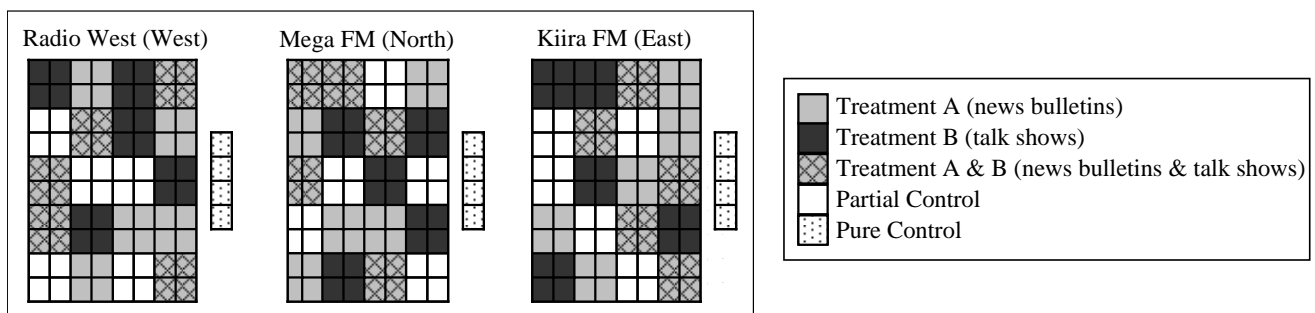 Radio West (West)
Mega FM (North)
Kiira FM (East)
Treatment A (news bulletins)
Treatment B (talk shows)
Treatment A & B (news bulletins & talk shows)
Partial Control
Pure Control